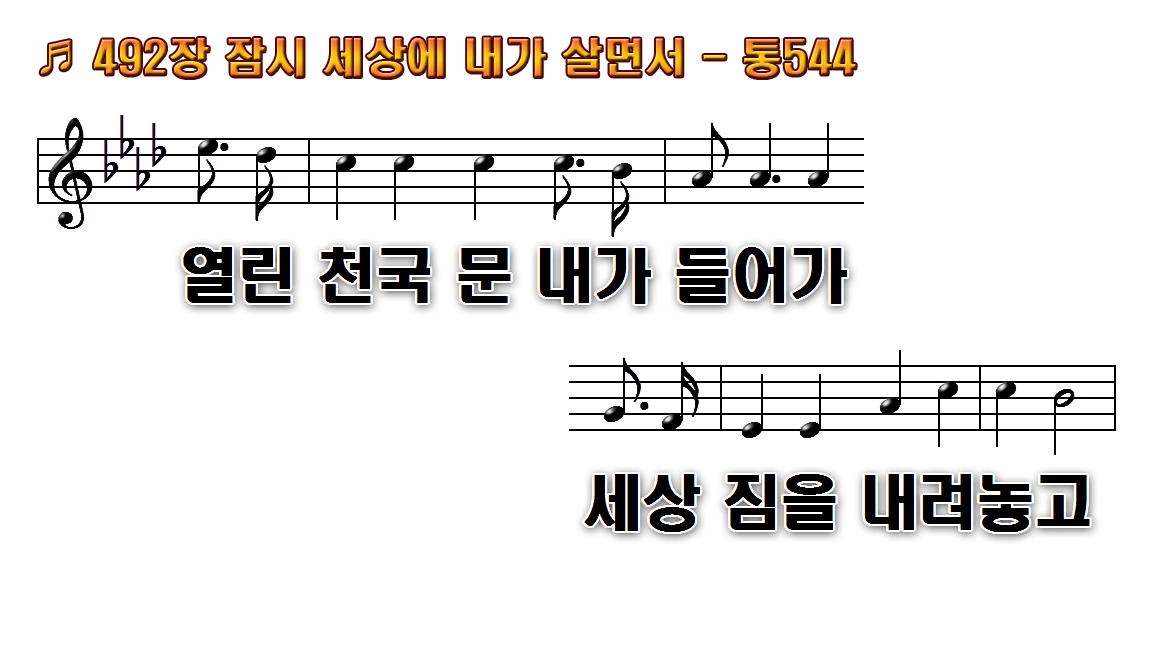 ♬ 492장 잠시 세상에 내가 살면서 - 통544
열린 천국 문 내가 들어가
세상 짐을 내려놓고